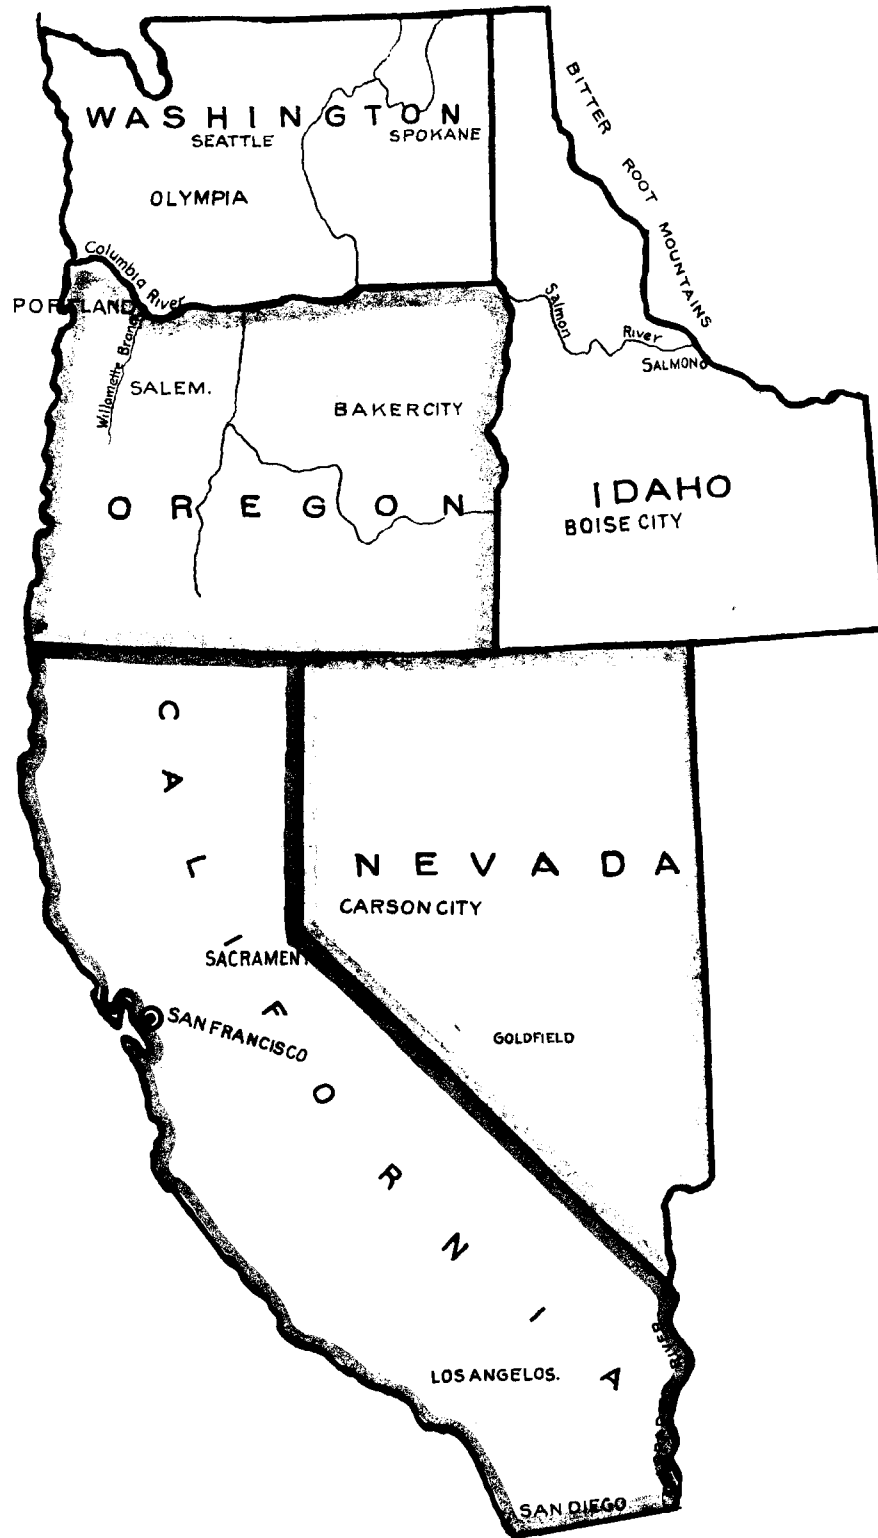 BITTER ROOT MOUNTAINS
WASHINGTON
SEATTLE
SPOKANE
OLYMPIA
Columbia River
PORTLAND
Willamette Branch
SALEM.
BAKER CITY
OREGON
Salmon River
SALMON
IDAHO
BOISE CITY
CALIFORNIA
NEVADA
CARSON CITY
SACRAMENT
SAN FRANCISCO
GOLDFIELD
LOS ANGELOS.
RIVER
SAN DIEGO